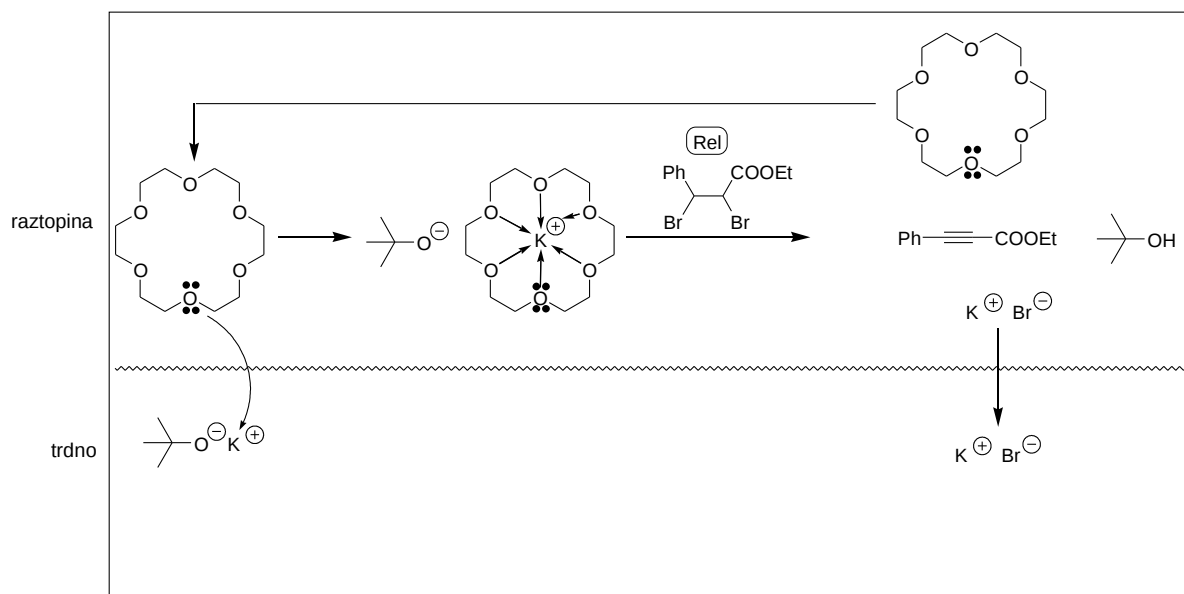 O
O O
O O
O
Rel
Ph COOEt
Br Br
O
O O
O O
O
raztopina
O⊖
O
O O
K⊕
O O
O
Ph COOEt
OH
K⊕ Br⊖
trdno
O⊖ K⊕
K⊕ Br⊖